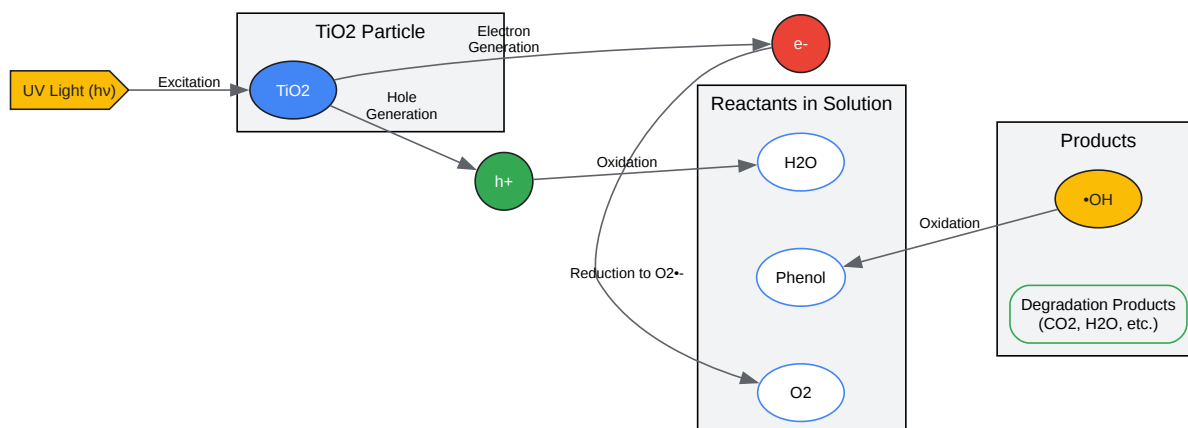 TiO2 Particle
Electron
Generation
e-
UV Light (hν)
Excitation
TiO2
Hole
Generation
Reactants in Solution
Products
h+
Oxidation
H2O
•OH
Oxidation
Reduction to O2•-
Phenol
Degradation Products
(CO2, H2O, etc.)
O2